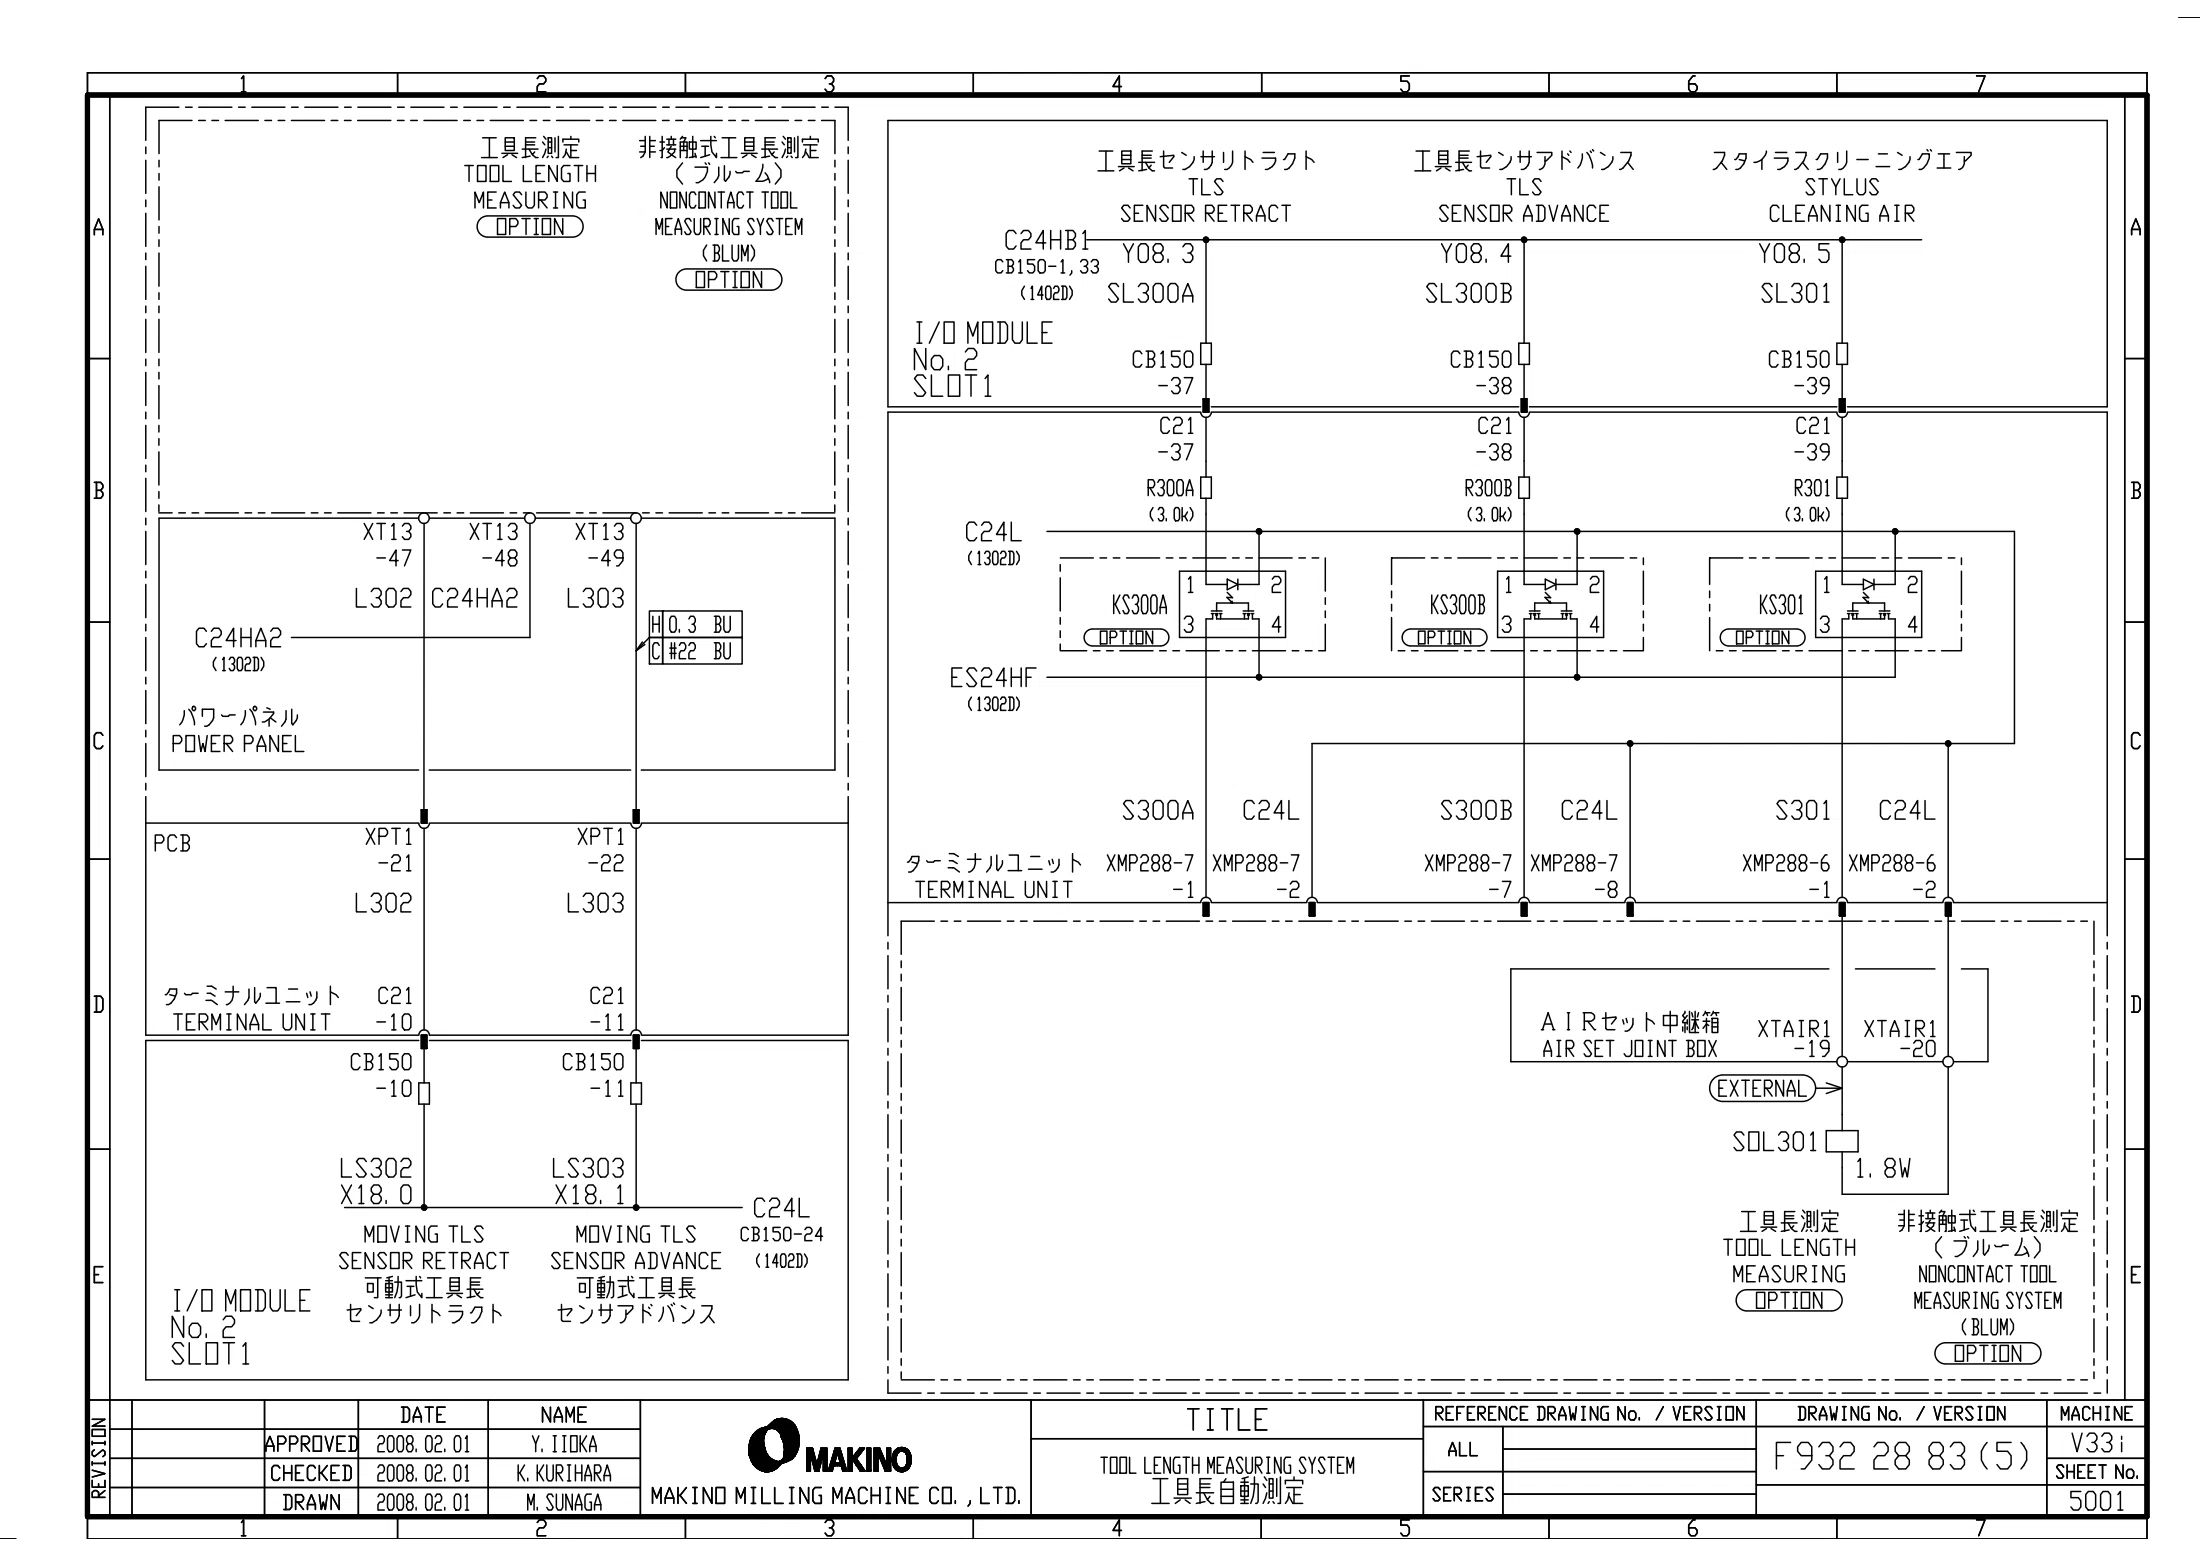 1 2 3 4 5 6 7
A
B
C
D
E
工具長測定
TOOL LENGTH
MEASURING
OPTION
非接触式工具長測定
(ブルーム)
NONCONTACT TOOL
MEASURING SYSTEM
(BLUM)
OPTION
XT13 XT13 XT13
-47 -48 -49
L302 C24HA2 L303
H 0.3 BU
C #22 BU
C24HA2
(1302D)
パワーパネル
POWER PANEL
PCB
XPT1 XPT1
-21 -22
L302 L303
ターミナルユニット C21 C21
TERMINAL UNIT -10 -11
CB150 CB150
-10 -11
LS302 LS303
X18.0 X18.1
C24L
CB150-24
(1402D)
MOVING TLS
SENSOR RETRACT
可動式工具長
センサリトラクト
MOVING TLS
SENSOR ADVANCE
可動式工具長
センサアドバンス
I/O MODULE
No.2
SLOT1
工具長センサリトラクト
TLS
SENSOR RETRACT
工具長センサアドバンス
TLS
SENSOR ADVANCE
スタイラスクリーニングエア
STYLUS
CLEANING AIR
C24HB1
CB150-1,33
(1402D)
Y08.3 Y08.4 Y08.5
SL300A SL300B SL301
I/O MODULE
No.2
SLOT1
CB150 CB150 CB150
-37 -38 -39
C21 C21 C21
-37 -38 -39
R300A R300B R301
(3.0k) (3.0k) (3.0k)
C24L
(1302D)
1 2 1 2 1 2
KS300A KS300B KS301
3 4 3 4 3 4
OPTION OPTION OPTION
ES24HF
(1302D)
S300A C24L S300B C24L S301 C24L
ターミナルユニット XMP288-7 XMP288-7 XMP288-7 XMP288-7 XMP288-6 XMP288-6
TERMINAL UNIT -1 -2 -7 -8 -1 -2
AIRセット中継箱 XTAIR1 XTAIR1
AIR SET JOINT BOX -19 -20
EXTERNAL
SOL301
1.8W
工具長測定
TOOL LENGTH
MEASURING
OPTION
非接触式工具長測定
(ブルーム)
NONCONTACT TOOL
MEASURING SYSTEM
(BLUM)
OPTION
A
B
C
D
E
REVISION
DATE NAME
APPROVED 2008.02.01 Y.IIOKA
CHECKED 2008.02.01 K.KURIHARA
DRAWN 2008.02.01 M.SUNAGA
MAKINO
MAKINO MILLING MACHINE CO.,LTD.
TITLE
TOOL LENGTH MEASURING SYSTEM
工具長自動測定
REFERENCE DRAWING No. / VERSION
ALL
SERIES
DRAWING No. / VERSION
F932 28 83(5)
MACHINE
V33i
SHEET No.
5001
1 2 3 4 5 6 7